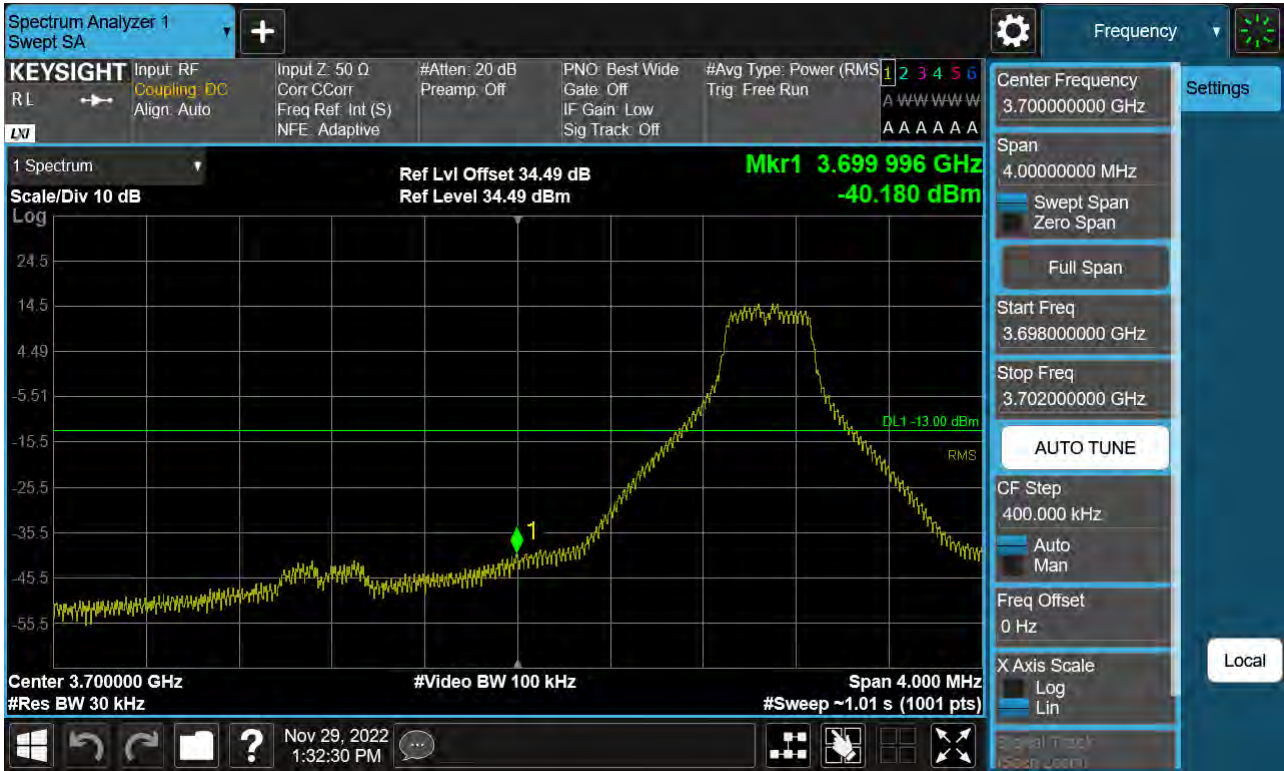 Spectrum Analyzer 1
Swept SA
+
Frequency
KEYSIGHT
RL
LXI
Input: RF
Coupling: DC
Align: Auto
Input Z: 50 Ω
Corr CCorr
Freq Ref: Int (S)
NFE: Adaptive
#Atten: 20 dB
Preamp: Off
PNO: Best Wide
Gate: Off
IF Gain: Low
Sig Track: Off
#Avg Type: Power (RMS
Trig: Free Run
1 2 3 4 5 6
A W W W W W
A A A A A A
1 Spectrum
Scale/Div 10 dB
Log
Ref Lvl Offset 34.49 dB
Ref Level 34.49 dBm
Mkr1 3.699 996 GHz
-40.180 dBm
24.5
14.5
4.49
-5.51
-15.5
-25.5
-35.5
-45.5
-55.5
DL1 -13.00 dBm
RMS
1
Center 3.700000 GHz
#Res BW 30 kHz
#Video BW 100 kHz
Span 4.000 MHz
#Sweep ~1.01 s (1001 pts)
Center Frequency
3.700000000 GHz
Span
4.00000000 MHz
Swept Span
Zero Span
Full Span
Start Freq
3.698000000 GHz
Stop Freq
3.702000000 GHz
AUTO TUNE
CF Step
400.000 kHz
Auto
Man
Freq Offset
0 Hz
X Axis Scale
Log
Lin
Signal Track
(Span Zoom)
Settings
Local
?
Nov 29, 2022
1:32:30 PM